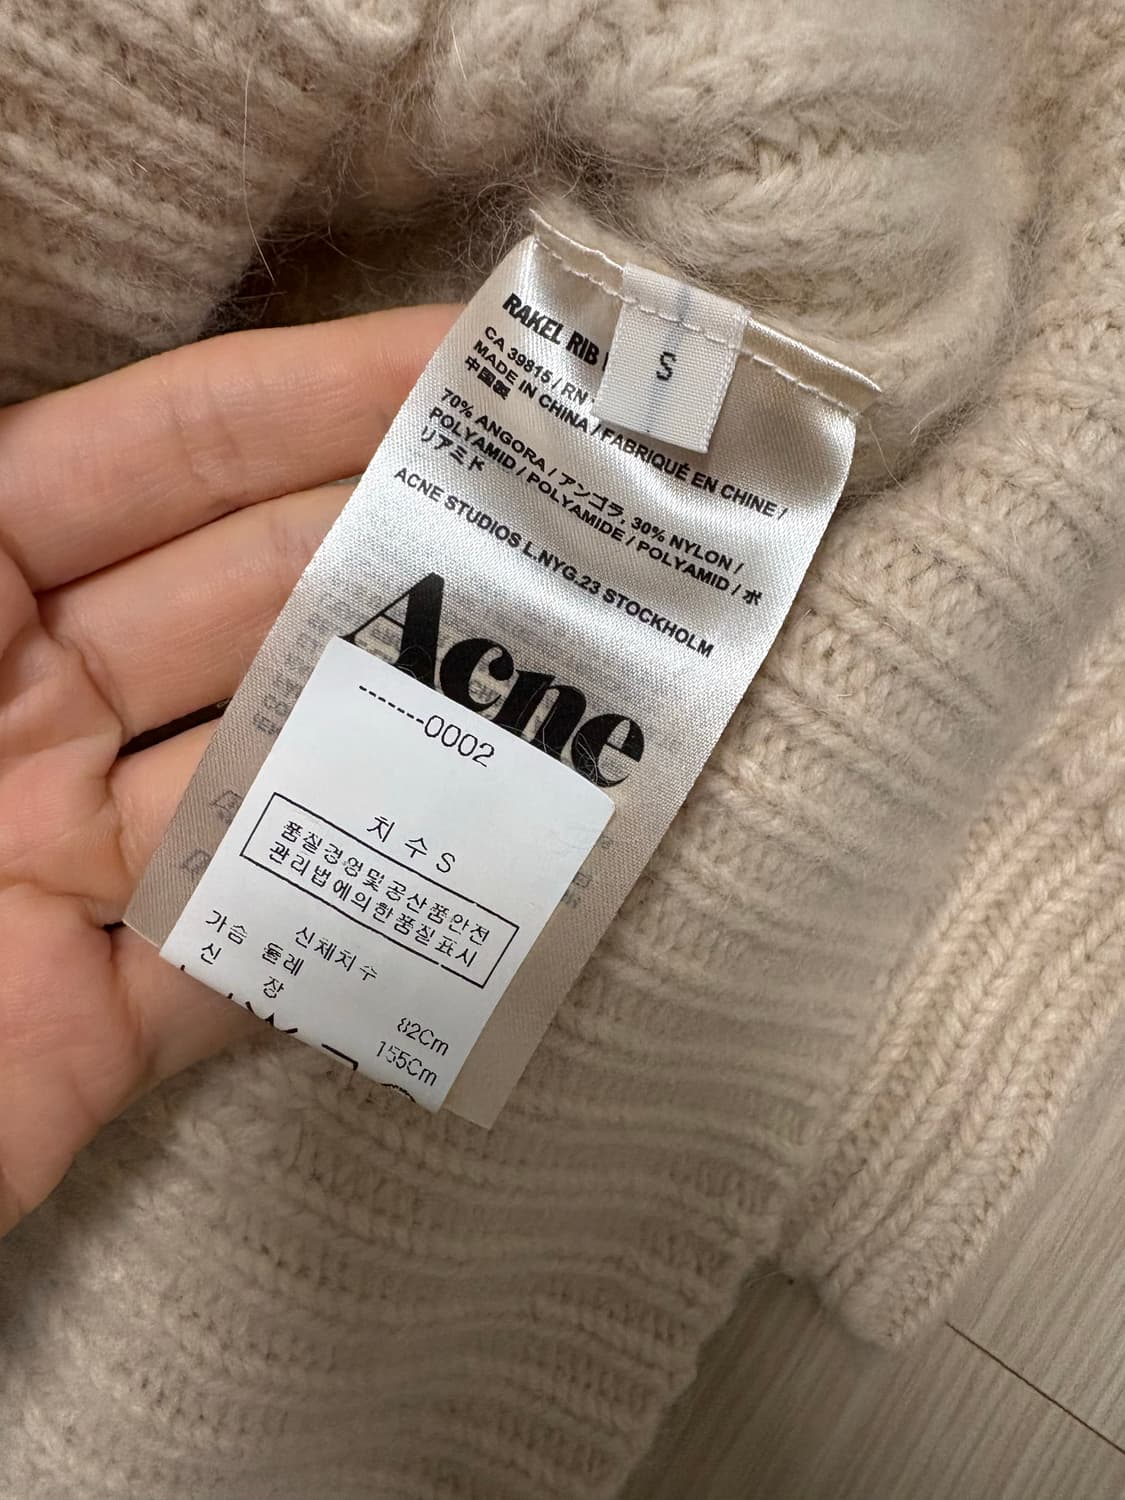 S
RAKEL RIB
CA 39815 / RN
MADE IN CHINA / FABRIQUÉ EN CHINE /
中国製
70% ANGORA / アンゴラ, 30% NYLON /
POLYAMID / POLYAMIDE / POLYAMID / ポ
リアミド
ACNE STUDIOS L.NYG.23 STOCKHOLM
Acne
-------0002
치수 S
품질경영및공산품안전
관리법에의한품질표시
신체치수
가슴 둘레 82Cm
신 장 155Cm